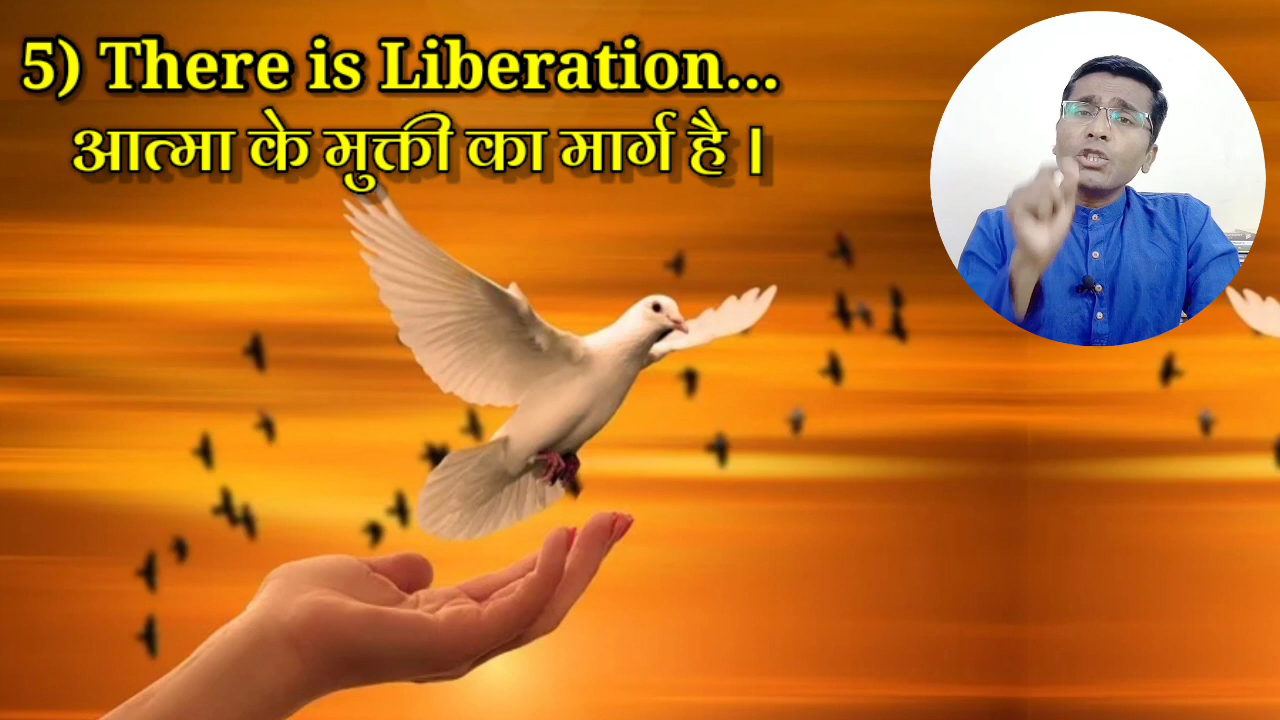 5) There is Liberation...
आत्मा के मुक्ती का मार्ग है।